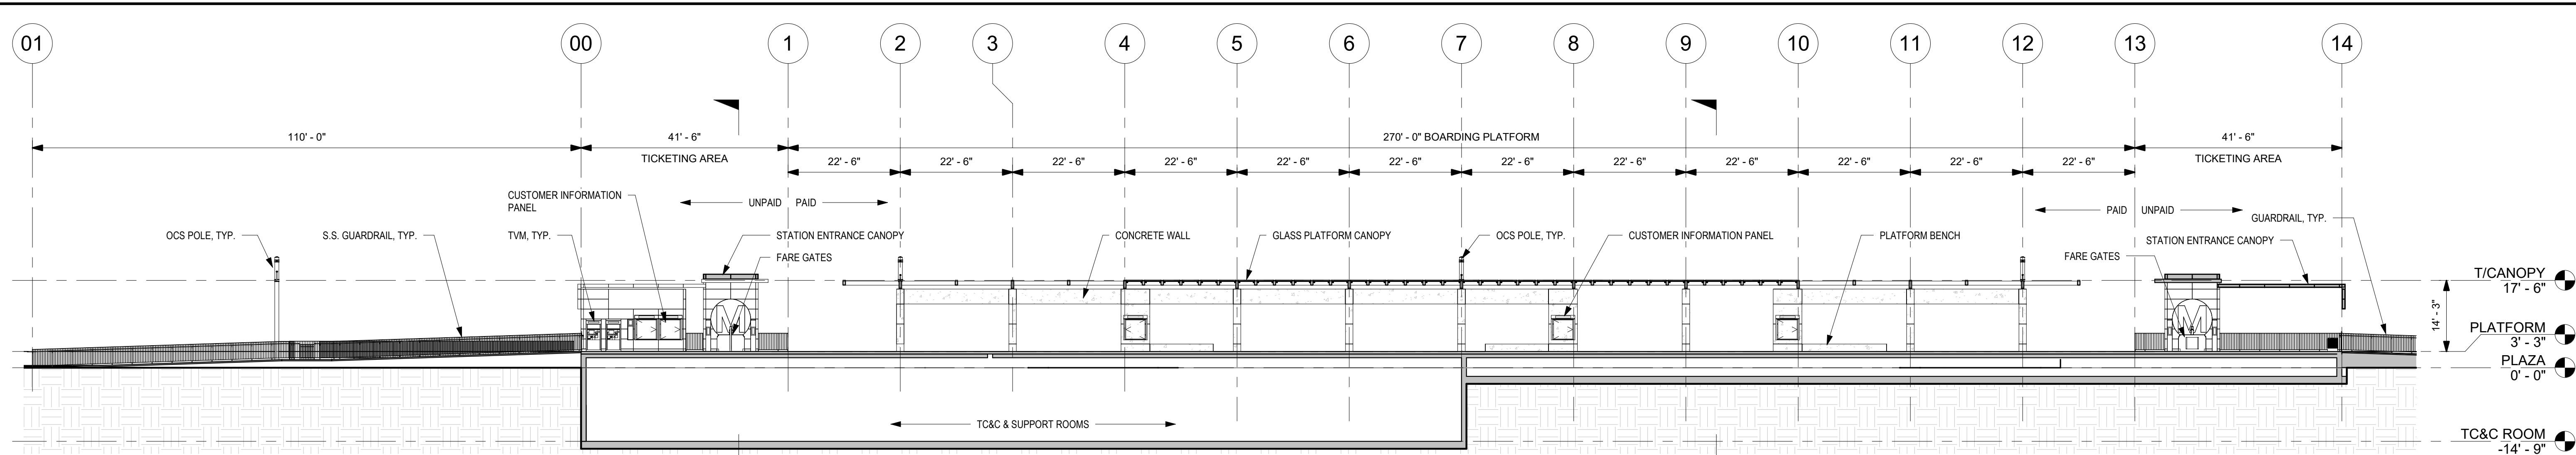 01 00 1 2 3 4 5 6 7 8 9 10 11 12 13 14
110' - 0" 41' - 6" 270' - 0" BOARDING PLATFORM 41' - 6"
TICKETING AREA TICKETING AREA
22' - 6" 22' - 6" 22' - 6" 22' - 6" 22' - 6" 22' - 6" 22' - 6" 22' - 6" 22' - 6" 22' - 6" 22' - 6" 22' - 6"
CUSTOMER INFORMATION
PANEL
UNPAID PAID
PAID UNPAID
GUARDRAIL, TYP.
OCS POLE, TYP. S.S. GUARDRAIL, TYP. TVM, TYP. STATION ENTRANCE CANOPY CONCRETE WALL GLASS PLATFORM CANOPY OCS POLE, TYP. CUSTOMER INFORMATION PANEL PLATFORM BENCH STATION ENTRANCE CANOPY
FARE GATES FARE GATES
T/CANOPY
17' - 6"
14' - 3"
M M
PLATFORM
3' - 3"
PLAZA
0' - 0"
TC&C & SUPPORT ROOMS
TC&C ROOM
-14' - 9"